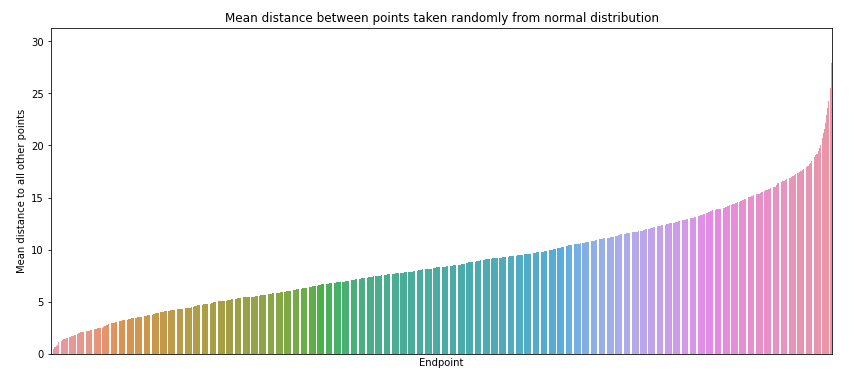 Mean distance between points taken randomly from normal distribution
30
25
20
15
10
5
0
Mean distance to all other points
Endpoint